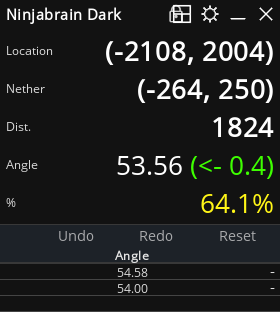 Ninjabrain Dark
Location (-2108, 2004)
Nether (-264, 250)
Dist. 1824
Angle 53.56 (<- 0.4)
% 64.1%
Undo Redo Reset
Angle
54.58 -
54.00 -